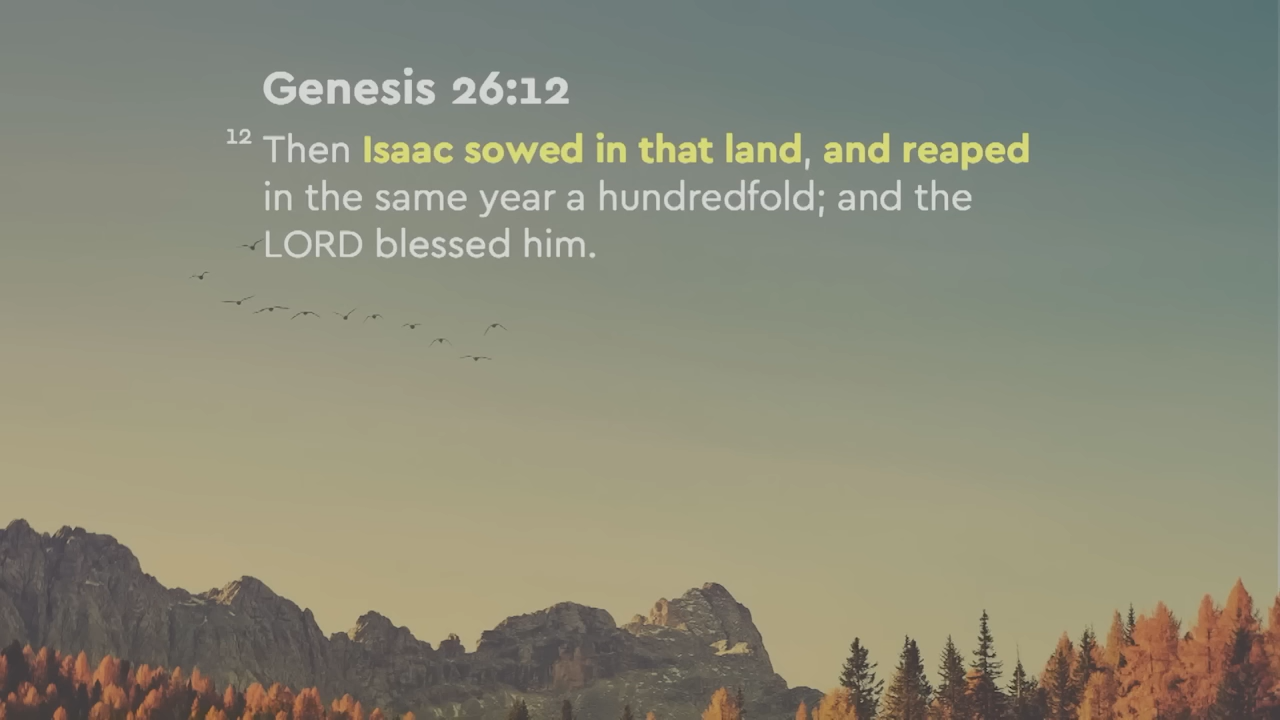 Genesis 26:12
12 Then Isaac sowed in that land, and reaped
in the same year a hundredfold; and the
LORD blessed him.